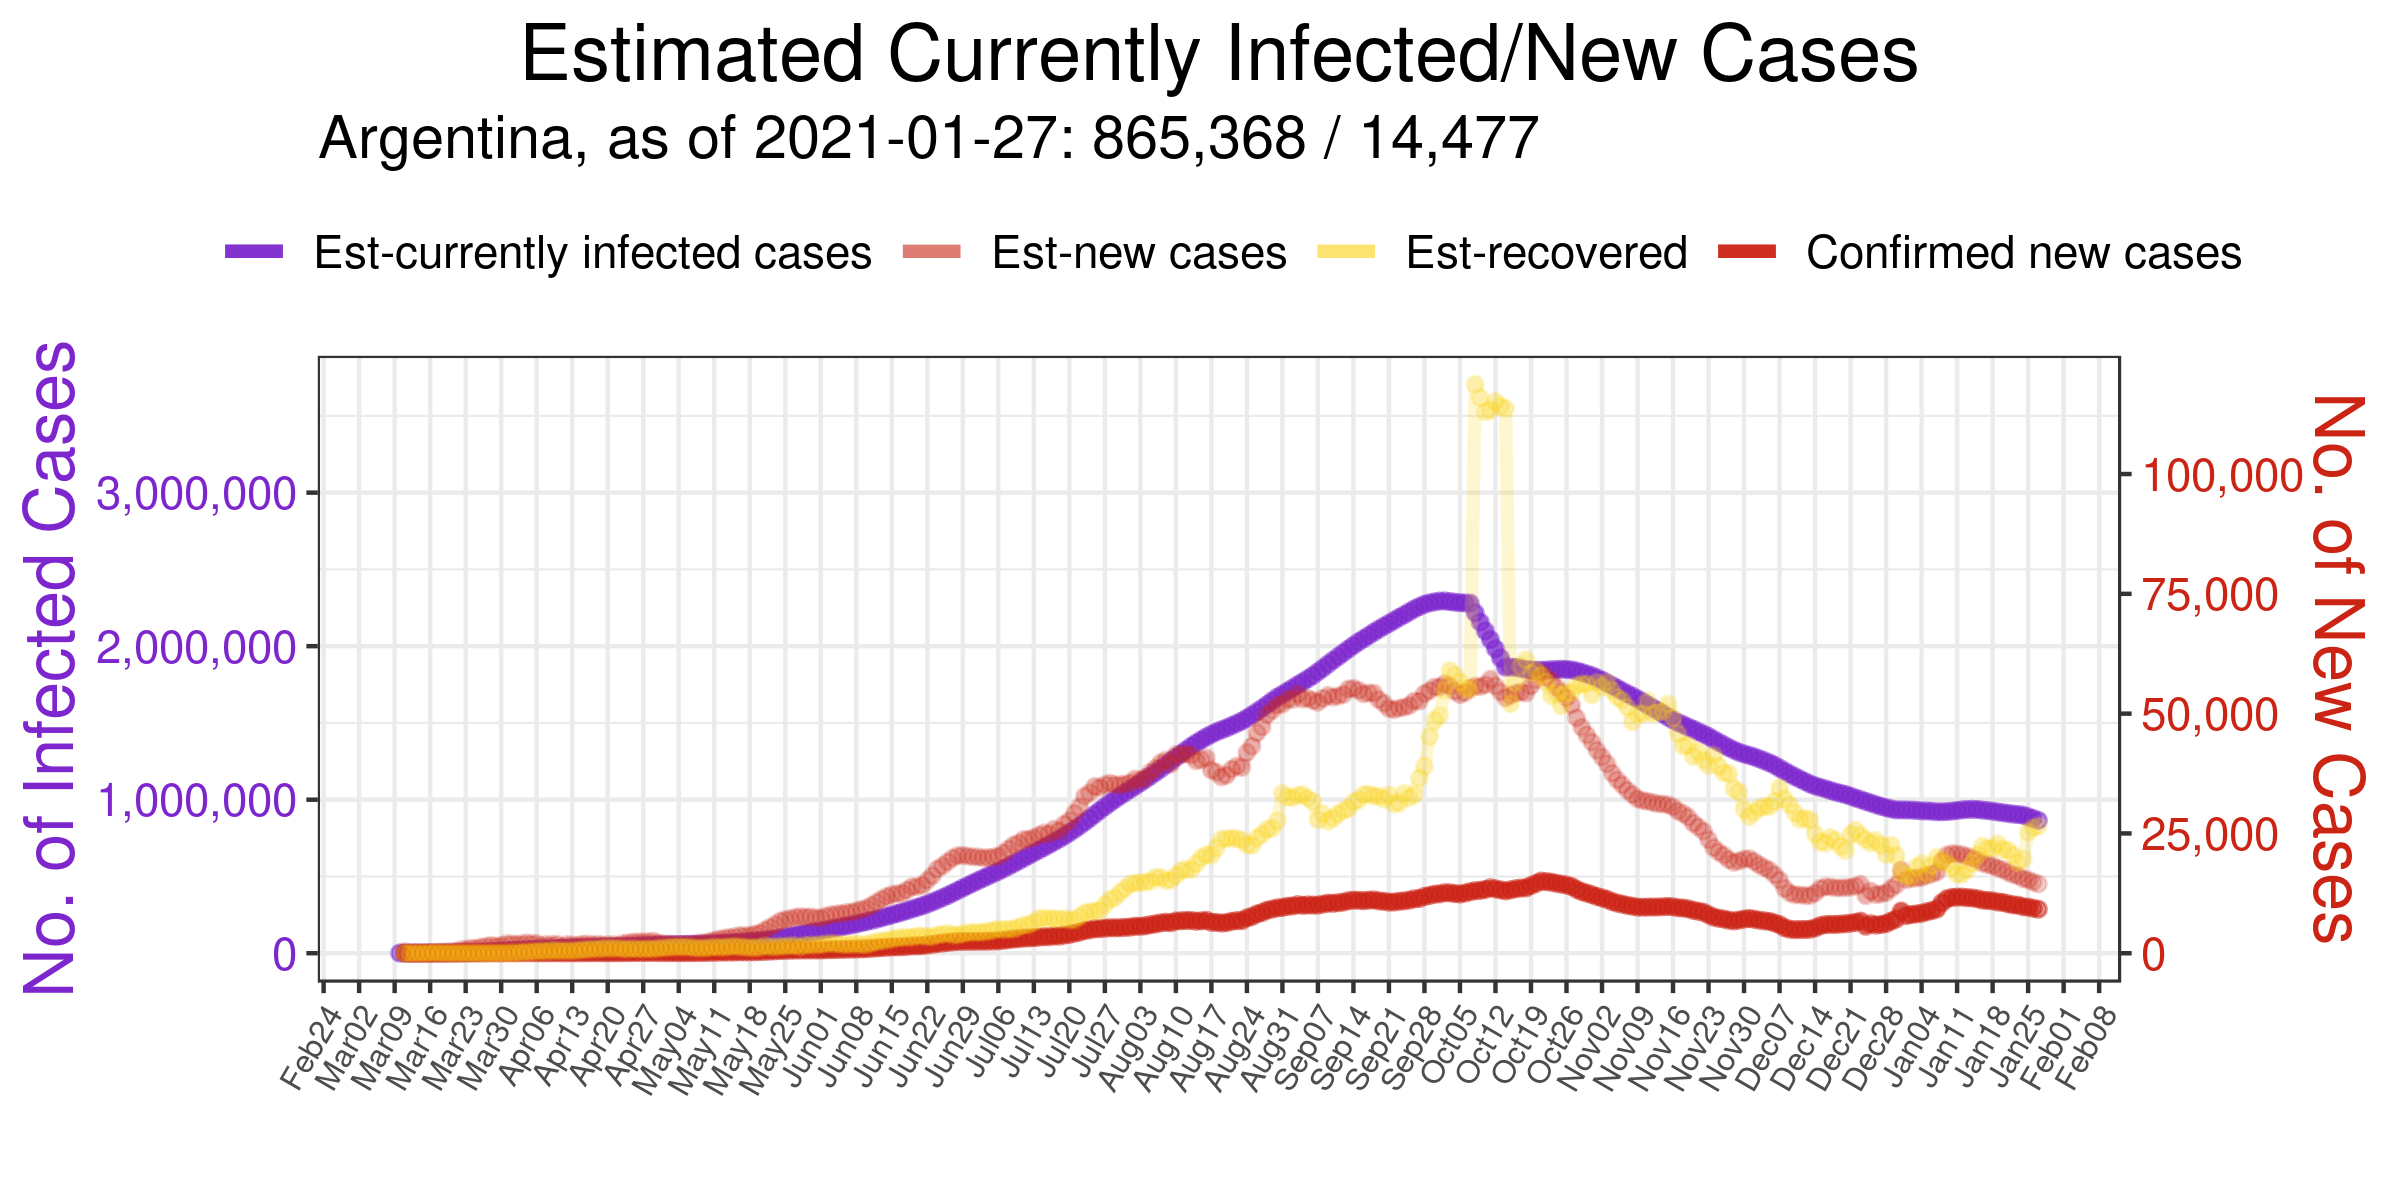 Estimated Currently Infected/New Cases
Argentina, as of 2021-01-27: 865,368 / 14,477
Est-currently infected cases Est-new cases Est-recovered Confirmed new cases
No. of Infected Cases
3,000,000
2,000,000
1,000,000
0
100,000
75,000
50,000
25,000
0
No. of New Cases
Feb24 Mar02 Mar09 Mar16 Mar23 Mar30 Apr06 Apr13 Apr20 Apr27 May04 May11 May18 May25 Jun01 Jun08 Jun15 Jun22 Jun29 Jul06 Jul13 Jul20 Jul27 Aug03 Aug10 Aug17 Aug24 Aug31 Sep07 Sep14 Sep21 Sep28 Oct05 Oct12 Oct19 Oct26 Nov02 Nov09 Nov16 Nov23 Nov30 Dec07 Dec14 Dec21 Dec28 Jan04 Jan11 Jan18 Jan25 Feb01 Feb08